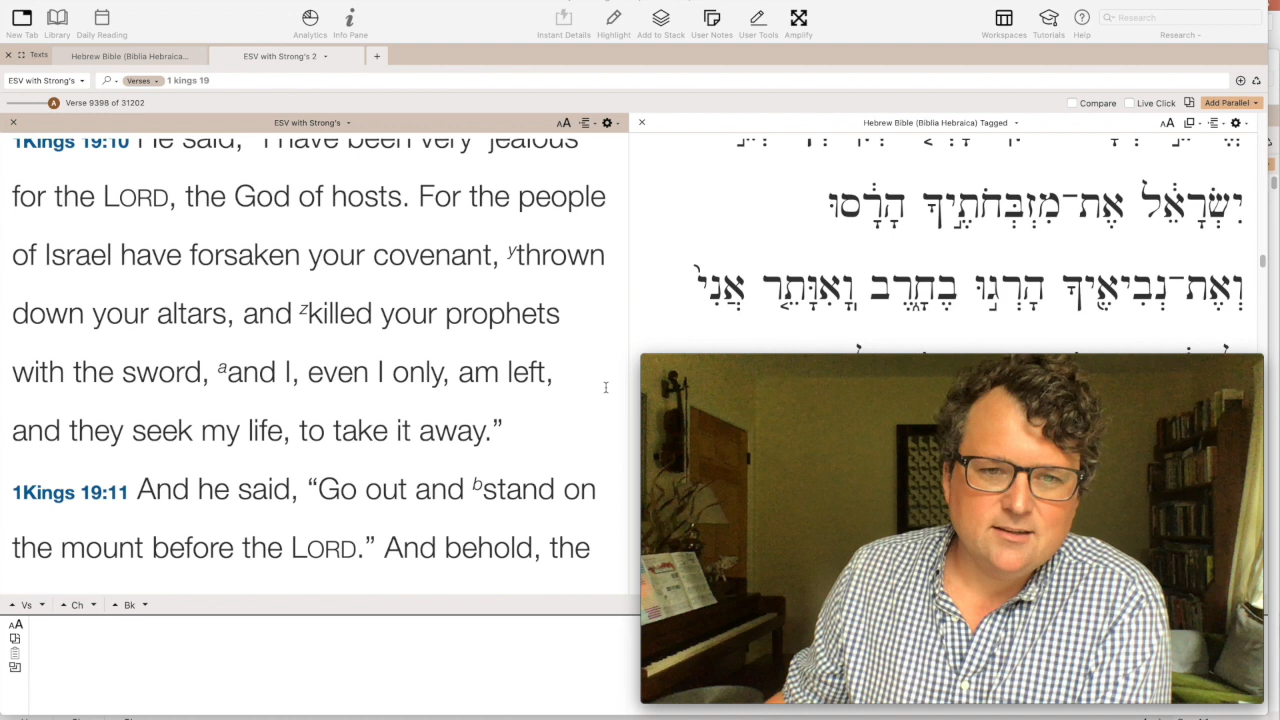 New Tab Library Daily Reading Analytics Info Pane Instant Details Highlight Add to Stack User Notes User Tools Amplify Workspaces Tutorials Help Research
Research
Texts Hebrew Bible (Biblia Hebraica... ESV with Strong's 2 +
ESV with Strong's Verses 1 kings 19
A Verse 9398 of 31202 Compare Live Click Add Parallel
ESV with Strong's AA
1Kings 19:10 He said, “I have been very jealous
for the LORD, the God of hosts. For the people
of Israel have forsaken your covenant, ythrown
down your altars, and zkilled your prophets
with the sword, aand I, even I only, am left,
and they seek my life, to take it away.”
1Kings 19:11 And he said, “Go out and bstand on
the mount before the LORD.” And behold, the
Vs Ch Bk
AA
Hebrew Bible (Biblia Hebraica) Tagged AA
יִשְׂרָאֵ֔ל אֶת־מִזְבְּחֹתֶ֣יךָ הָרָ֔סוּ
וְאֶת־נְבִיאֶ֖יךָ הָרְג֣וּ בֶחָ֑רֶב וָֽאִוָּתֵ֤ר אֲנִי֙